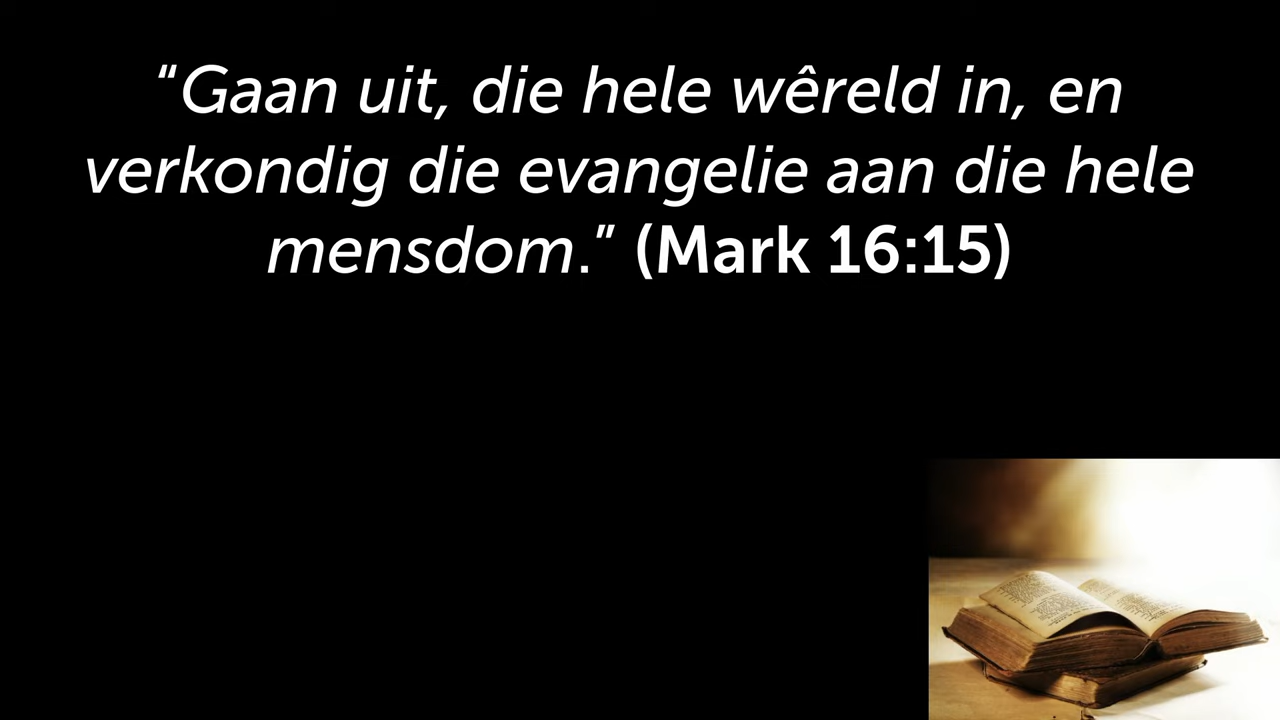 “Gaan uit, die hele wêreld in, en
verkondig die evangelie aan die hele
mensdom.” (Mark 16:15)